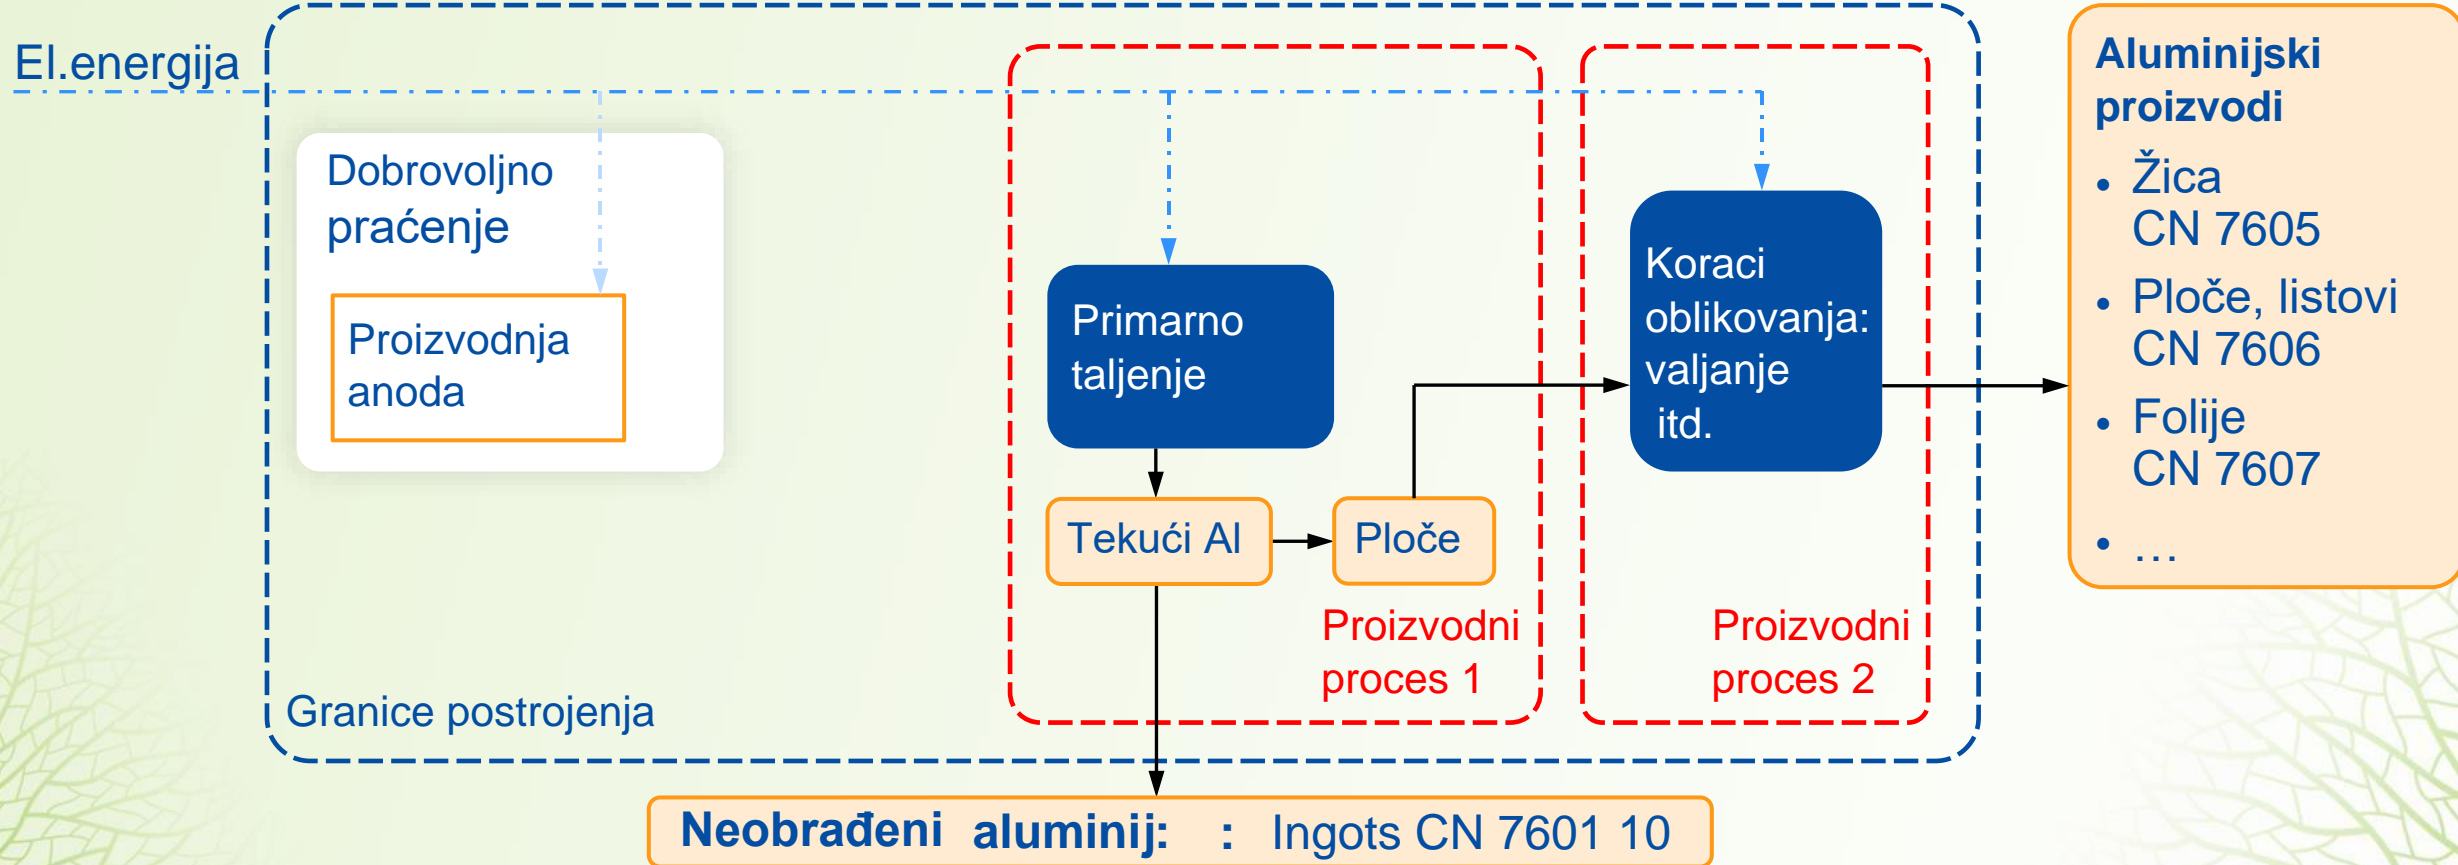 El.energija
Dobrovoljno
praćenje
Proizvodnja
anoda
Granice postrojenja
Primarno
taljenje
Tekući Al
Ploče
Proizvodni
proces 1
Koraci
oblikovanja:
valjanje
itd.
Proizvodni
proces 2
Aluminijski
proizvodi
• Žica
CN 7605
• Ploče, listovi
CN 7606
• Folije
CN 7607
• …
Neobrađeni aluminij: : Ingots CN 7601 10